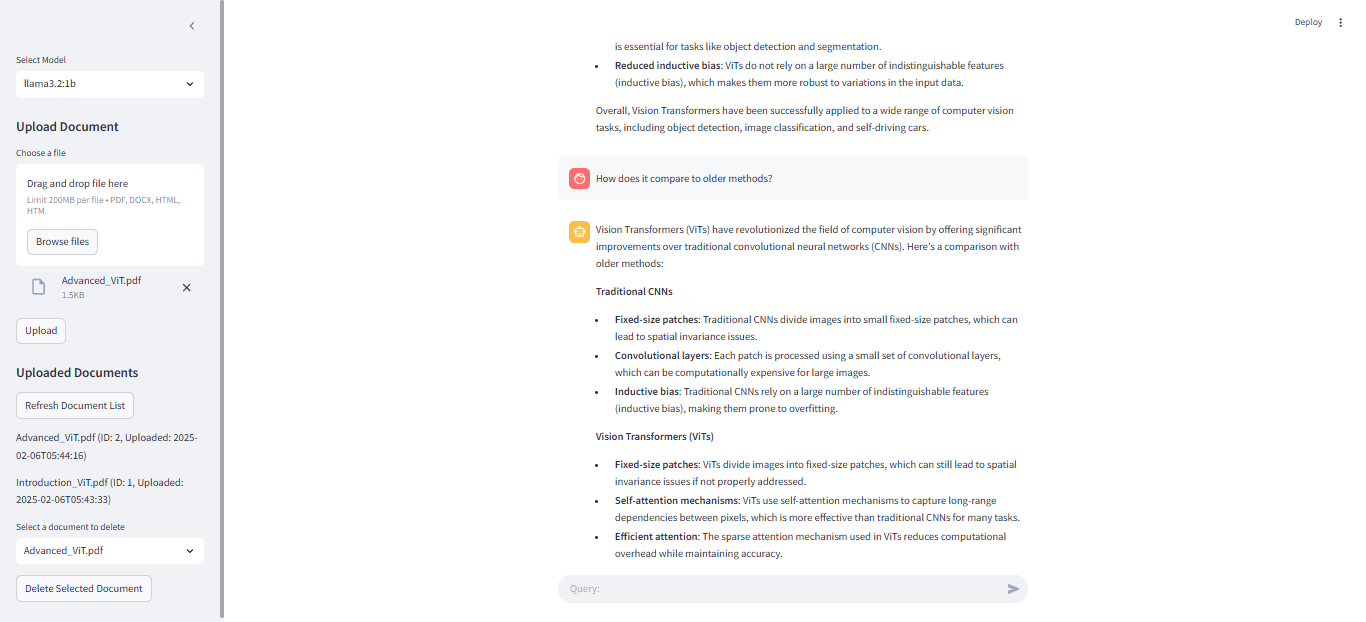 Select Model
llama3.2:1b
Upload Document
Choose a file
Drag and drop file here
Limit 200MB per file • PDF, DOCX, HTML,
HTM
Browse files
Advanced_ViT.pdf
1.5KB
Upload
Uploaded Documents
Refresh Document List
Advanced_ViT.pdf (ID: 2, Uploaded: 2025-
02-06T05:44:16)
Introduction_ViT.pdf (ID: 1, Uploaded:
2025-02-06T05:43:33)
Select a document to delete
Advanced_ViT.pdf
Delete Selected Document
Deploy
is essential for tasks like object detection and segmentation.
• Reduced inductive bias: ViTs do not rely on a large number of indistinguishable features
(inductive bias), which makes them more robust to variations in the input data.
Overall, Vision Transformers have been successfully applied to a wide range of computer vision
tasks, including object detection, image classification, and self-driving cars.
How does it compare to older methods?
Vision Transformers (ViTs) have revolutionized the field of computer vision by offering significant
improvements over traditional convolutional neural networks (CNNs). Here's a comparison with
older methods:
Traditional CNNs
• Fixed-size patches: Traditional CNNs divide images into small fixed-size patches, which can
lead to spatial invariance issues.
• Convolutional layers: Each patch is processed using a small set of convolutional layers,
which can be computationally expensive for large images.
• Inductive bias: Traditional CNNs rely on a large number of indistinguishable features
(inductive bias), making them prone to overfitting.
Vision Transformers (ViTs)
• Fixed-size patches: ViTs divide images into fixed-size patches, which can still lead to spatial
invariance issues if not properly addressed.
• Self-attention mechanisms: ViTs use self-attention mechanisms to capture long-range
dependencies between pixels, which is more effective than traditional CNNs for many tasks.
• Efficient attention: The sparse attention mechanism used in ViTs reduces computational
overhead while maintaining accuracy.
Query: